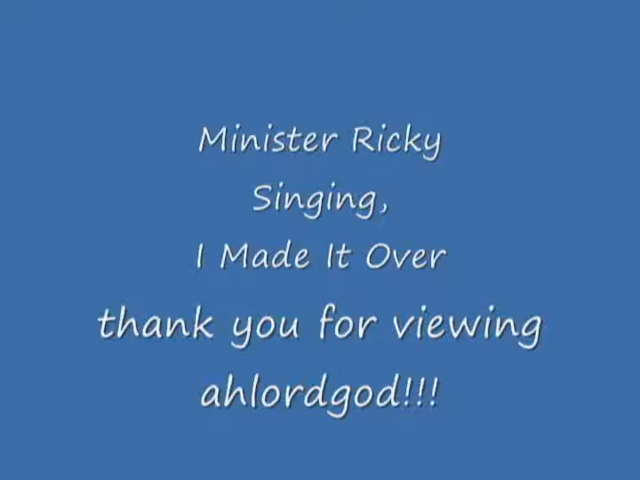 Minister Ricky
Singing,
I Made It Over
thank you for viewing
ahlordgod!!!